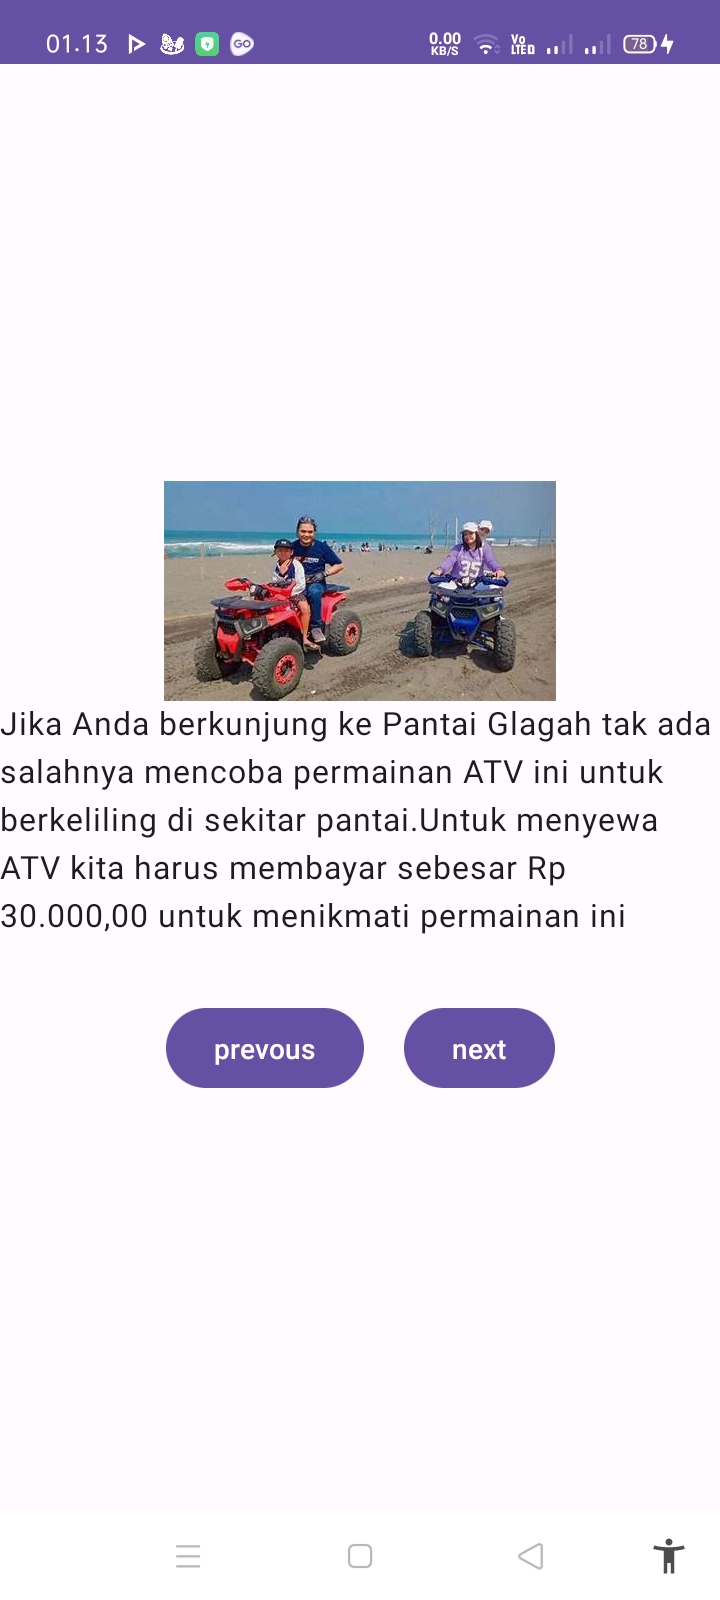 01.13
GO
0.00
KB/S
Vo
LTE
78
35
Jika Anda berkunjung ke Pantai Glagah tak ada
salahnya mencoba permainan ATV ini untuk
berkeliling di sekitar pantai.Untuk menyewa
ATV kita harus membayar sebesar Rp
30.000,00 untuk menikmati permainan ini
prevous
next